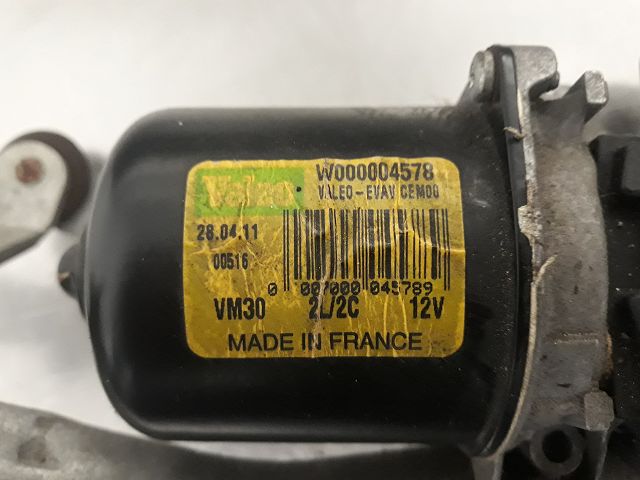 Valeo
W000004578
VALEO-EVAV CEM00
28.04.11
00516
0 007000 045789
VM30 2L/2C 12V
MADE IN FRANCE